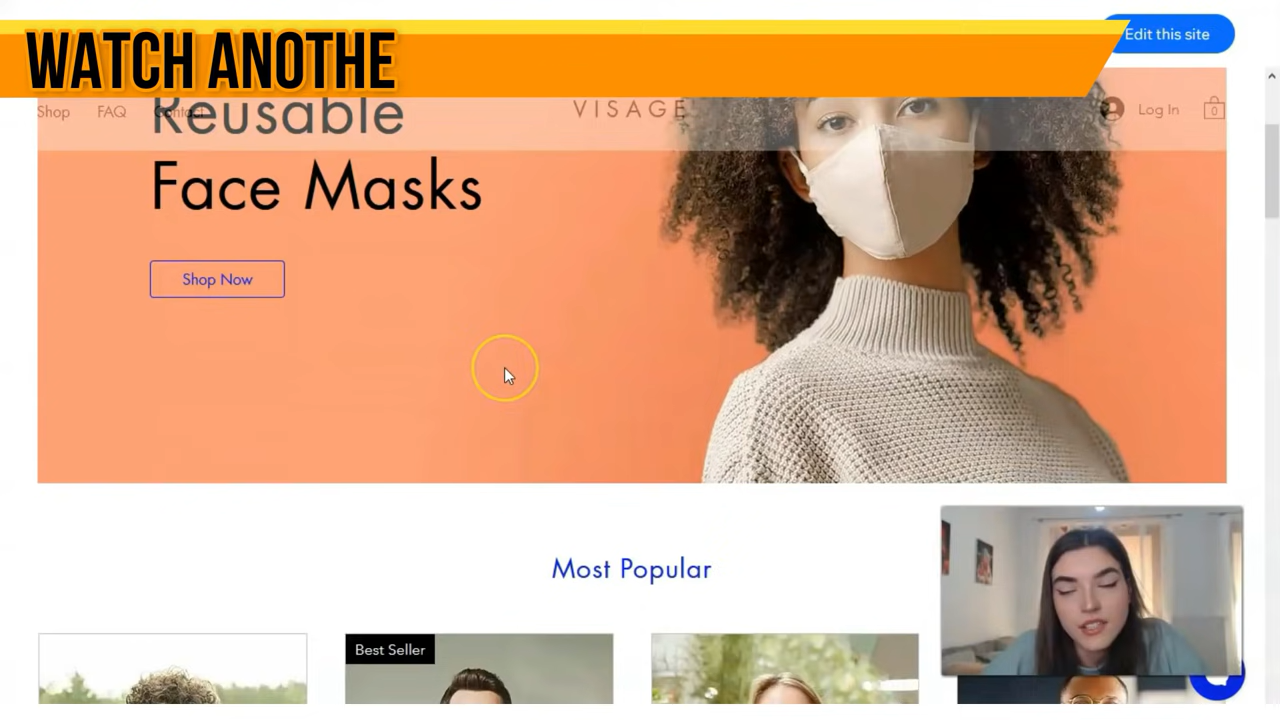 WATCH ANOTHE
Edit this site
Shop FAQ Contact
VISAGE
Log In
0
Reusable
Face Masks
Shop Now
Most Popular
Best Seller